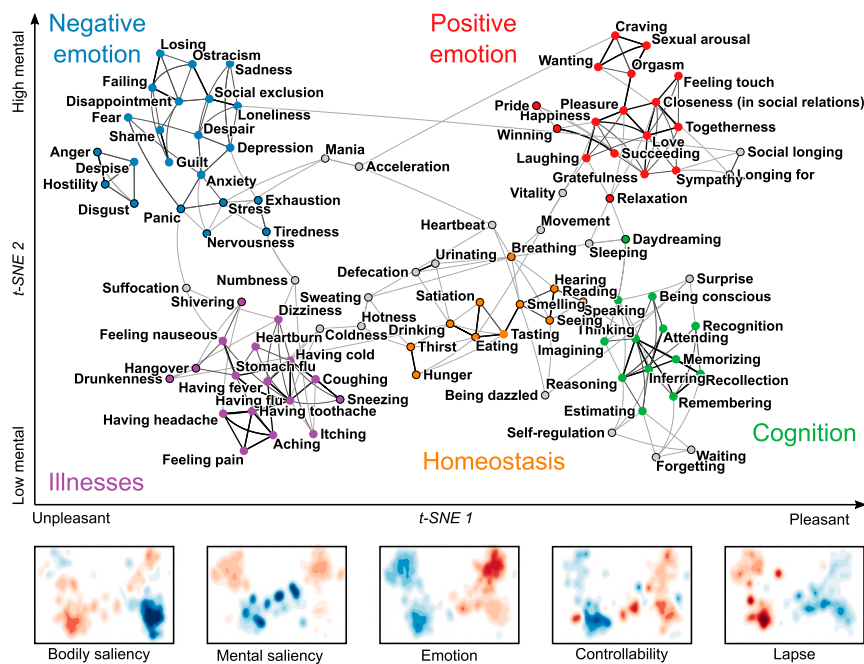 Negative
emotion
Positive
emotion
Craving
Sexual arousal
Losing
Ostracism
Sadness
Wanting
Orgasm
Feeling touch
Failing
Social exclusion
Disappointment
Loneliness
Pride
Pleasure
Closeness (in social relations)
Fear
Happiness
Togetherness
Shame
Despair
Winning
Love
Anger
Guilt
Depression
Mania
Laughing
Succeeding
Social longing
Despise
Acceleration
Gratefulness
Sympathy
Longing for
Hostility
Anxiety
Vitality
Relaxation
Disgust
Panic
Stress
Exhaustion
Heartbeat
Movement
Nervousness
Tiredness
Urinating
Breathing
Daydreaming
Sleeping
Suffocation
Numbness
Defecation
Hearing
Reading
Surprise
Shivering
Sweating
Satiation
Smelling
Speaking
Being conscious
Dizziness
Hotness
Drinking
Seeing
Thinking
Recognition
Feeling nauseous
Heartburn
Coldness
Tasting
Attending
Having cold
Thirst
Eating
Imagining
Memorizing
Hangover
Stomach flu
Drunkenness
Having fever
Coughing
Hunger
Reasoning
Inferring
Recollection
Having flu
Sneezing
Being dazzled
Remembering
Having headache
Having toothache
Estimating
Aching
Itching
Self-regulation
Cognition
Feeling pain
Waiting
Forgetting
Illnesses
Homeostasis
High mental
t-SNE 2
Low mental
Unpleasant
t-SNE 1
Pleasant
Bodily saliency
Mental saliency
Emotion
Controllability
Lapse